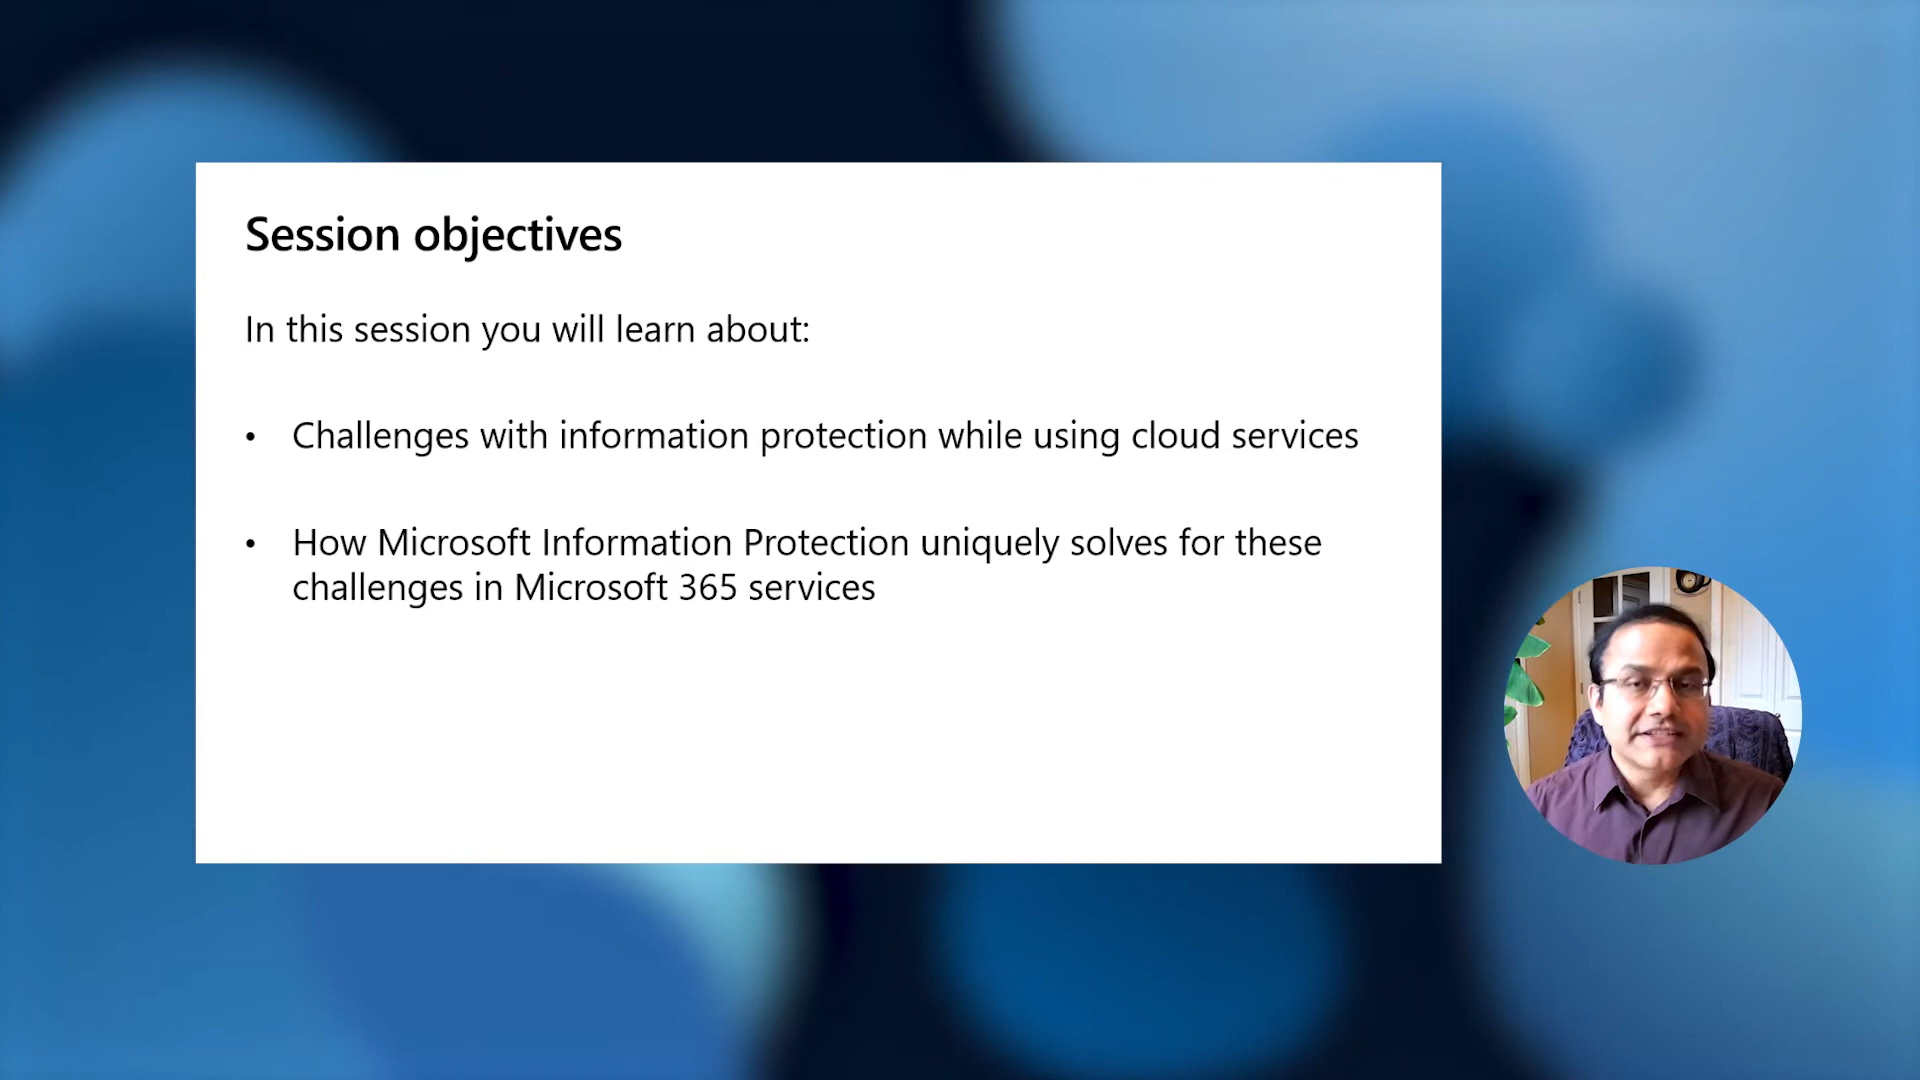 Session objectives
In this session you will learn about:
• Challenges with information protection while using cloud services
• How Microsoft Information Protection uniquely solves for these
challenges in Microsoft 365 services